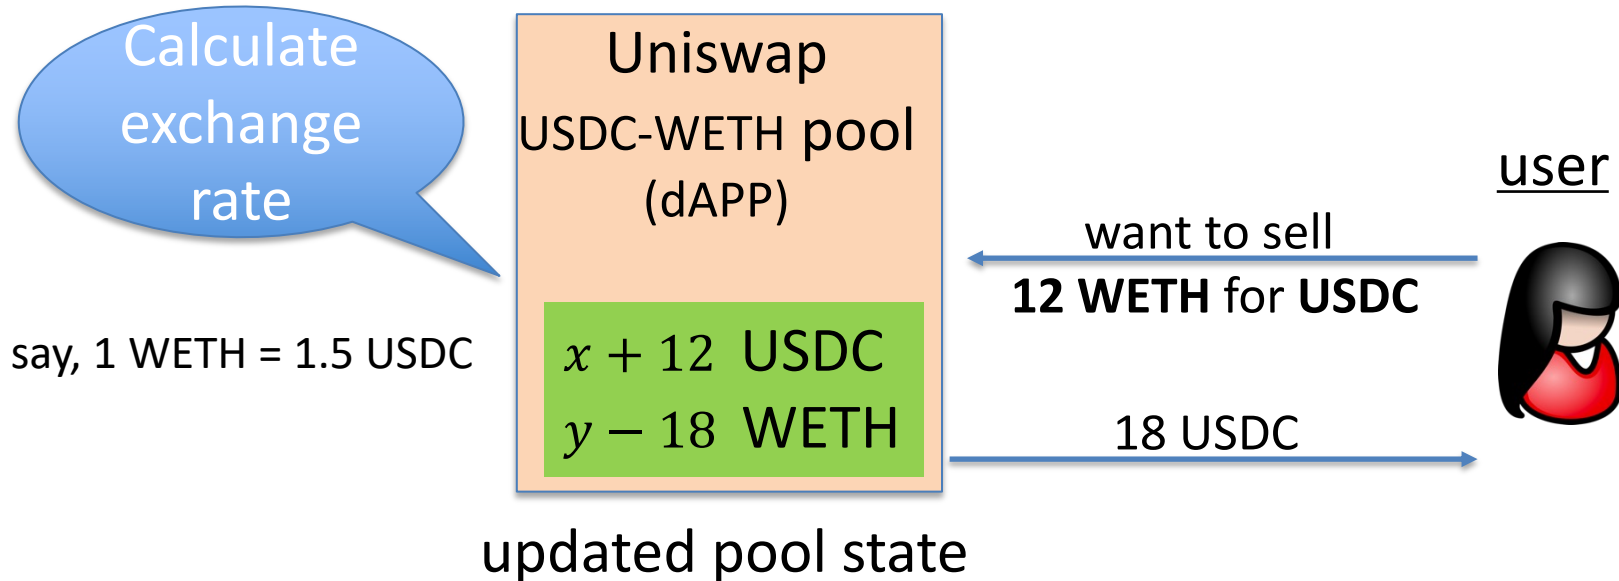 Calculate
exchange
rate
say, 1 WETH = 1.5 USDC
Uniswap
USDC-WETH pool
(dAPP)
x + 12 USDC
y − 18 WETH
updated pool state
user
want to sell
12 WETH for USDC
18 USDC